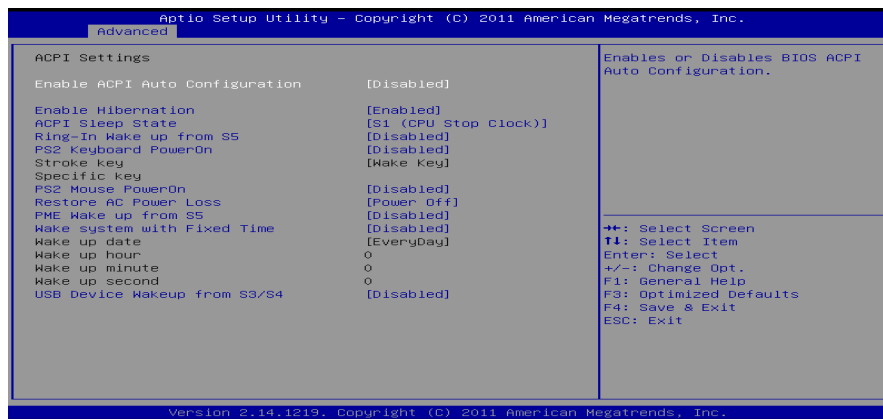 Aptio Setup Utility – Copyright (C) 2011 American Megatrends, Inc.
Advanced
ACPI Settings
Enable ACPI Auto Configuration [Disabled]
Enable Hibernation [Enabled]
ACPI Sleep State [S1 (CPU Stop Clock)]
Ring-In Wake up from S5 [Disabled]
PS2 Keyboard PowerOn [Disabled]
Stroke key [Wake Key]
Specific key
PS2 Mouse PowerOn [Disabled]
Restore AC Power Loss [Power Off]
PME Wake up from S5 [Disabled]
Wake system with Fixed Time [Disabled]
Wake up date [EveryDay]
Wake up hour 0
Wake up minute 0
Wake up second 0
USB Device Wakeup from S3/S4 [Disabled]
Enables or Disables BIOS ACPI
Auto Configuration.
→←: Select Screen
↑↓: Select Item
Enter: Select
+/-: Change Opt.
F1: General Help
F3: Optimized Defaults
F4: Save & Exit
ESC: Exit
Version 2.14.1219. Copyright (C) 2011 American Megatrends, Inc.